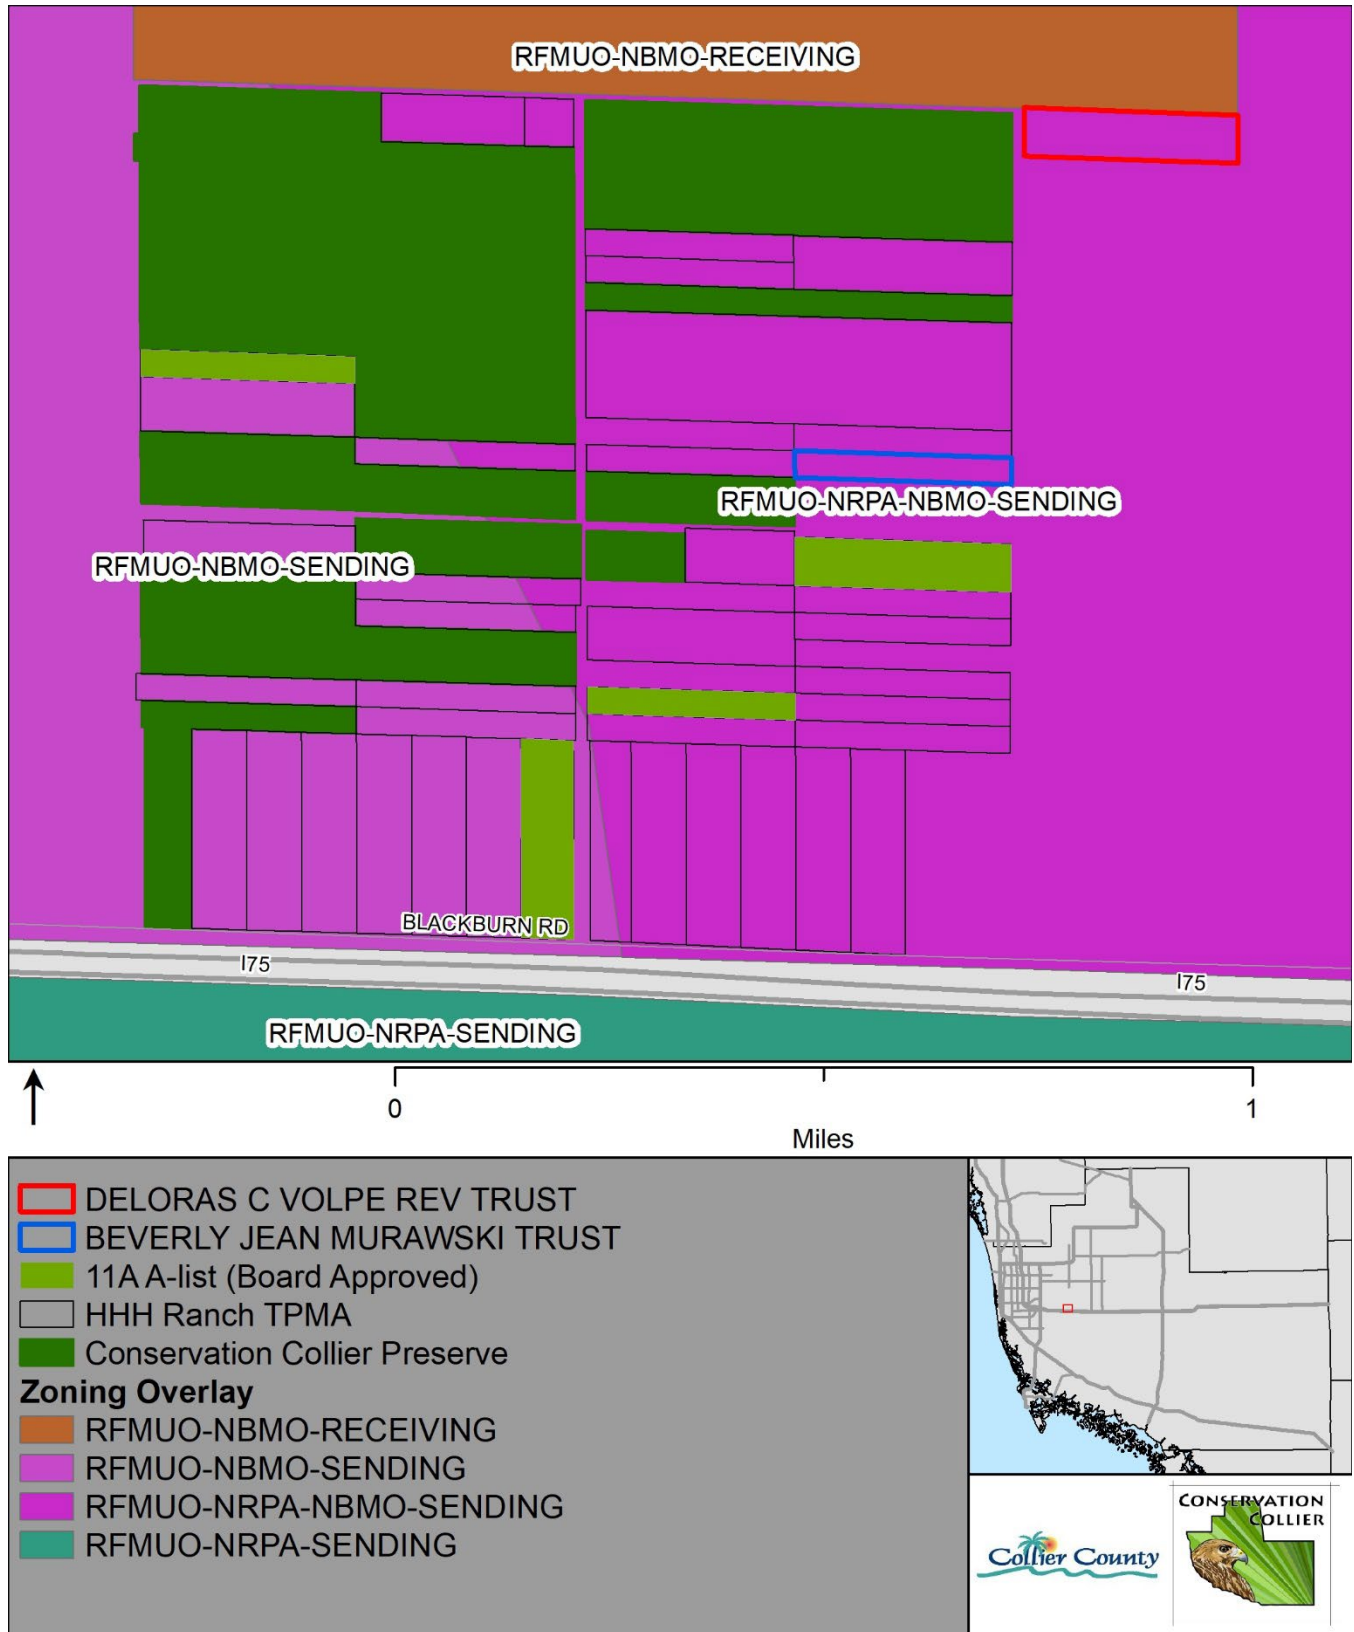 RFMUO-NBMO-RECEIVING
RFMUO-NRPA-NBMO-SENDING
RFMUO-NBMO-SENDING
BLACKBURN RD
I75
I75
RFMUO-NRPA-SENDING
0
1
Miles
DELORAS C VOLPE REV TRUST
BEVERLY JEAN MURAWSKI TRUST
11A A-list (Board Approved)
HHH Ranch TPMA
Conservation Collier Preserve
Zoning Overlay
RFMUO-NBMO-RECEIVING
RFMUO-NBMO-SENDING
RFMUO-NRPA-NBMO-SENDING
RFMUO-NRPA-SENDING
Collier County
CONSERVATION
COLLIER